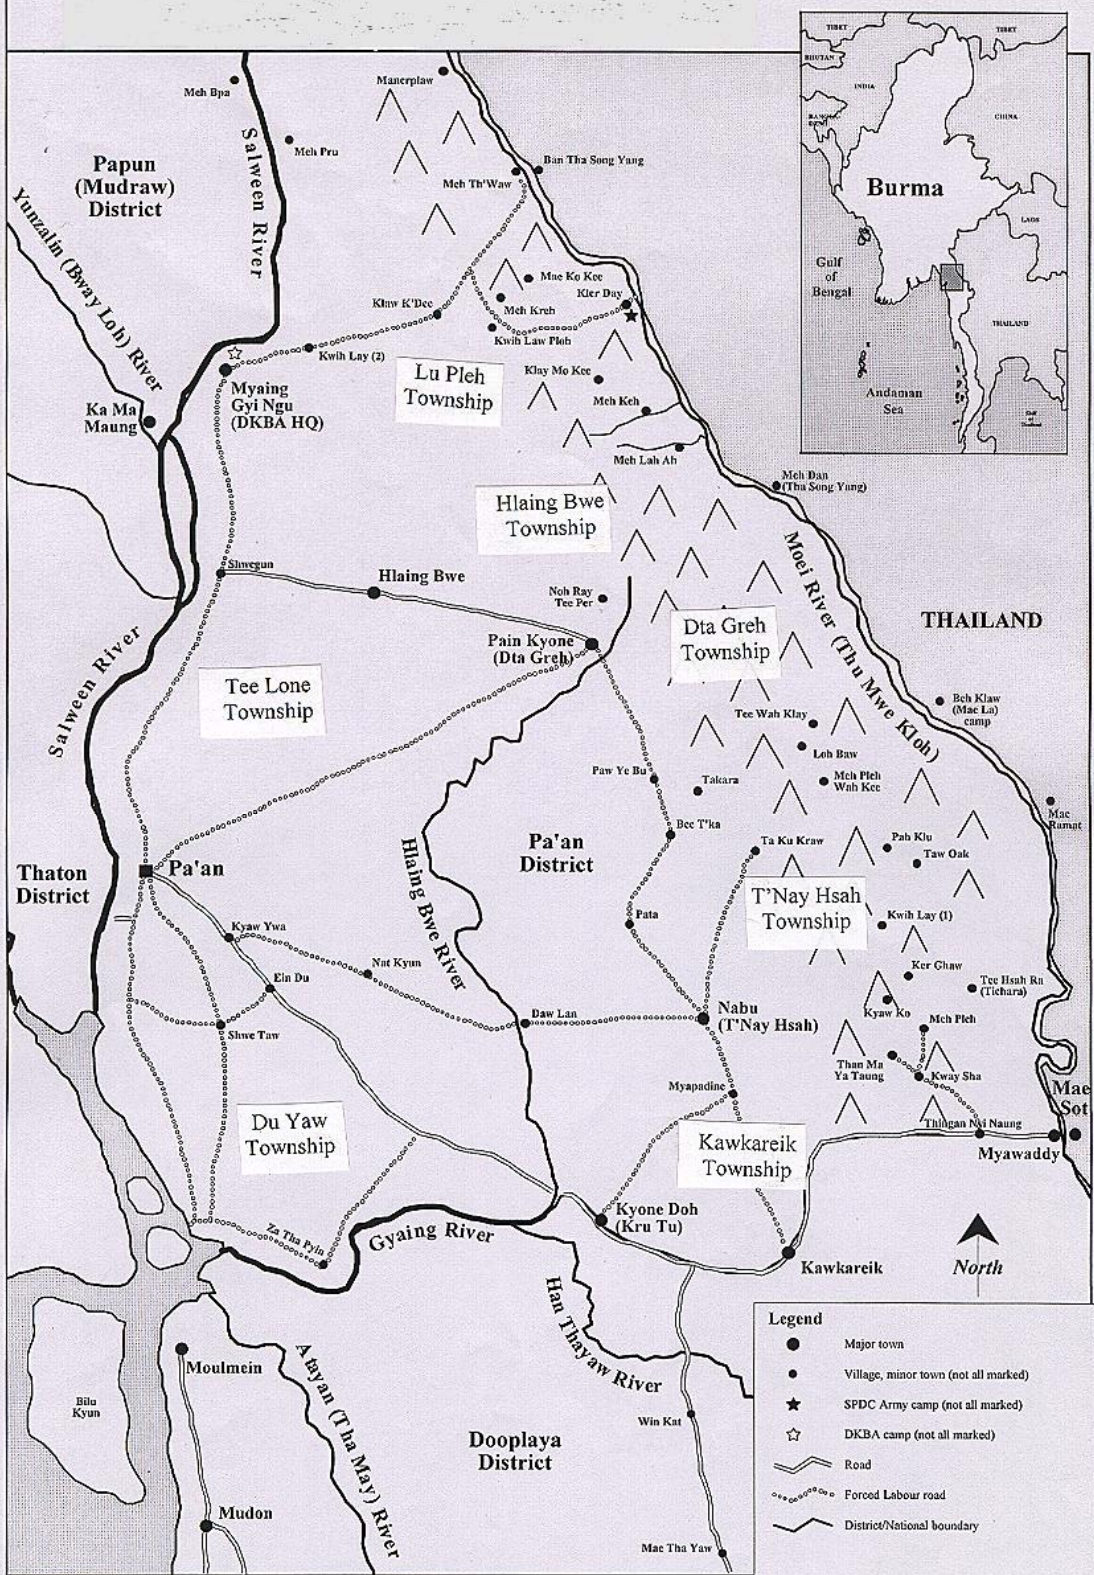 Meh Bpa
Manerplaw
Meh Pru
Salween River
Papun
(Mudraw)
District
Yunzalin (Bway Loh) River
Ban Tha Song Yang
Meh Th'Waw
Mae Ko Kee
Kler Day
Meh Kreh
Klaw K'Dee
Kwih Law Ploh
Kwih Lay (2)
Lu Pleh
Township
Klay Mo Kee
Meh Keh
Myaing
Gyi Ngu
(DKBA HQ)
Ka Ma
Maung
Meh Lah Ah
Meh Dan
(Tha Song Yang)
Hlaing Bwe
Township
Moei River (Thu Mwe Kloh)
Shwegun
Hlaing Bwe
Noh Ray
Tee Per
THAILAND
Pain Kyone
(Dta Greh)
Dta Greh
Township
Salween River
Tee Lone
Township
Beh Klaw
(Mae La)
camp
Tee Wah Klay
Loh Baw
Paw Ye Bu
Takara
Meh Pleh
Wah Kee
Mae
Ramat
Bee T'ka
Pa'an
District
Ta Ku Kraw
Pah Klu
Taw Oak
Hlaing Bwe River
Thaton
District
Pa'an
T'Nay Hsah
Township
Pata
Kwih Lay (1)
Kyaw Ywa
Nat Kyun
Ker Ghaw
Ein Du
Tee Hsah Ra
(Tichara)
Kyaw Ko
Daw Lan
Nabu
(T'Nay Hsah)
Meh Pleh
Shwe Taw
Than Ma
Ya Taung
Kway Sha
Myapadine
Mae
Sot
Du Yaw
Township
Thingan Nyi Naung
Kawkareik
Township
Myawaddy
Kyone Doh
(Kru Tu)
Za Tha Pyin
Gyaing River
Kawkareik
North
Han Thayaw River
Moulmein
Atayan (Tha May) River
Bilu
Kyun
Win Kat
Dooplaya
District
Mudon
Mae Tha Yaw
TIBET
TIBET
BHUTAN
INDIA
CHINA
Burma
LAOS
Gulf
of
Bengal
THAILAND
Andaman
Sea
Gulf
of
Thailand
Legend
Major town
Village, minor town (not all marked)
SPDC Army camp (not all marked)
DKBA camp (not all marked)
Road
Forced Labour road
District/National boundary